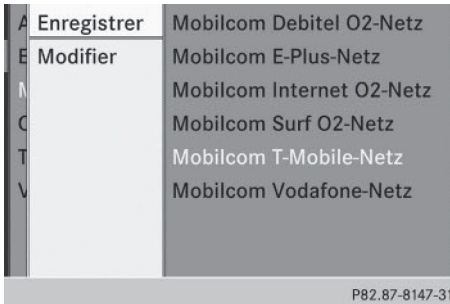 A Enregistrer Mobilcom Debitel O2-Netz
E Modifier Mobilcom E-Plus-Netz
M Mobilcom Internet O2-Netz
C Mobilcom Surf O2-Netz
T Mobilcom T-Mobile-Netz
V Mobilcom Vodafone-Netz
P82.87-8147-31